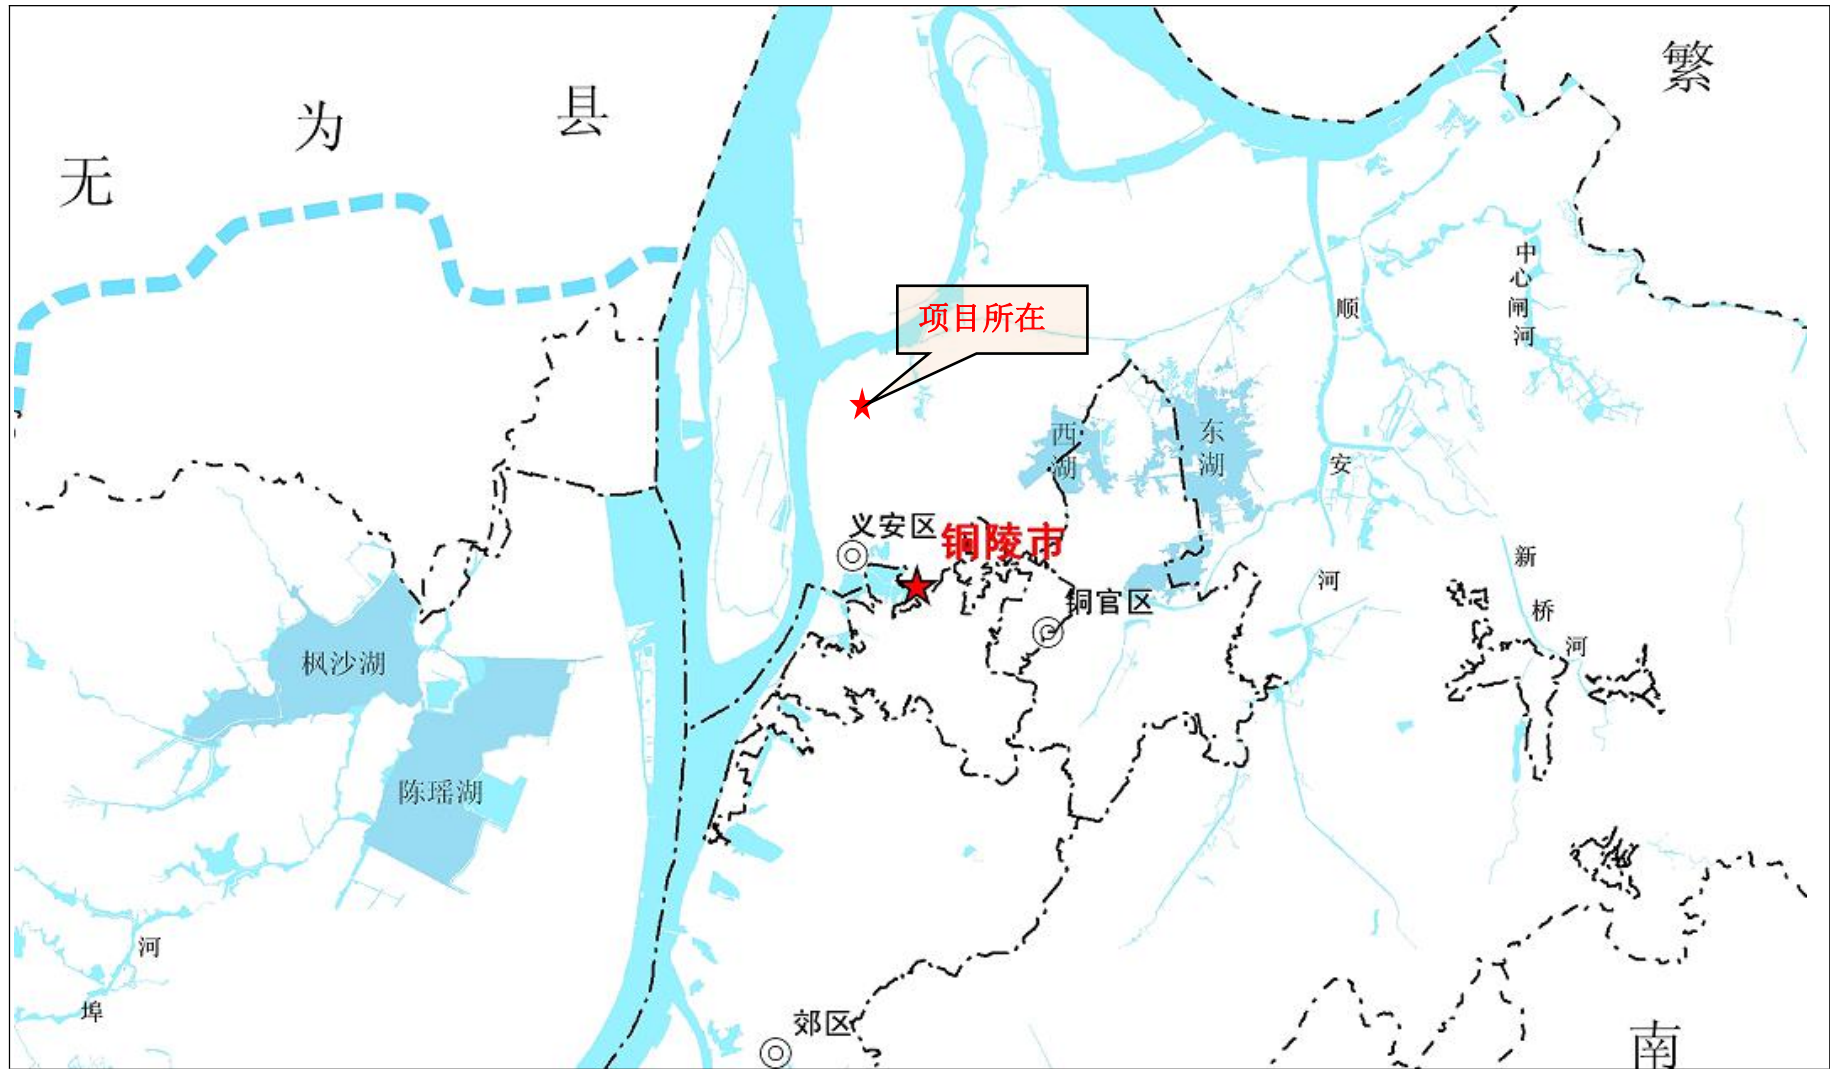 繁
无为县
项目所在
中心闸河
顺安河
西湖
东湖
义安区
铜陵市
铜官区
新桥河
枫沙湖
陈瑶湖
河
埠
郊区
南